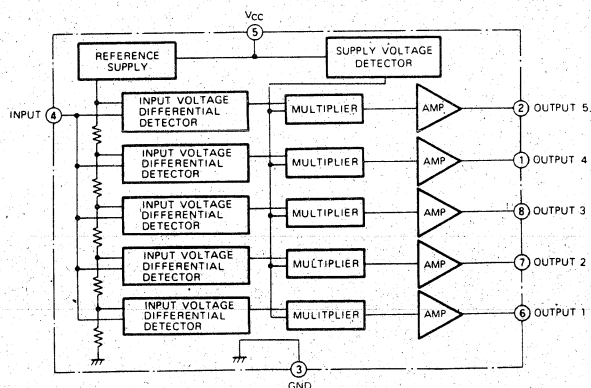 VCC
5
REFERENCE
SUPPLY
SUPPLY VOLTAGE
DETECTOR
INPUT 4
INPUT VOLTAGE
DIFFERENTIAL
DETECTOR
MULTIPLIER
AMP
2 OUTPUT 5
INPUT VOLTAGE
DIFFERENTIAL
DETECTOR
MULTIPLIER
AMP
1 OUTPUT 4
INPUT VOLTAGE
DIFFERENTIAL
DETECTOR
MULTIPLIER
AMP
8 OUTPUT 3
INPUT VOLTAGE
DIFFERENTIAL
DETECTOR
MULTIPLIER
AMP
7 OUTPUT 2
INPUT VOLTAGE
DIFFERENTIAL
DETECTOR
MULITPLIER
AMP
6 OUTPUT 1
3
GND